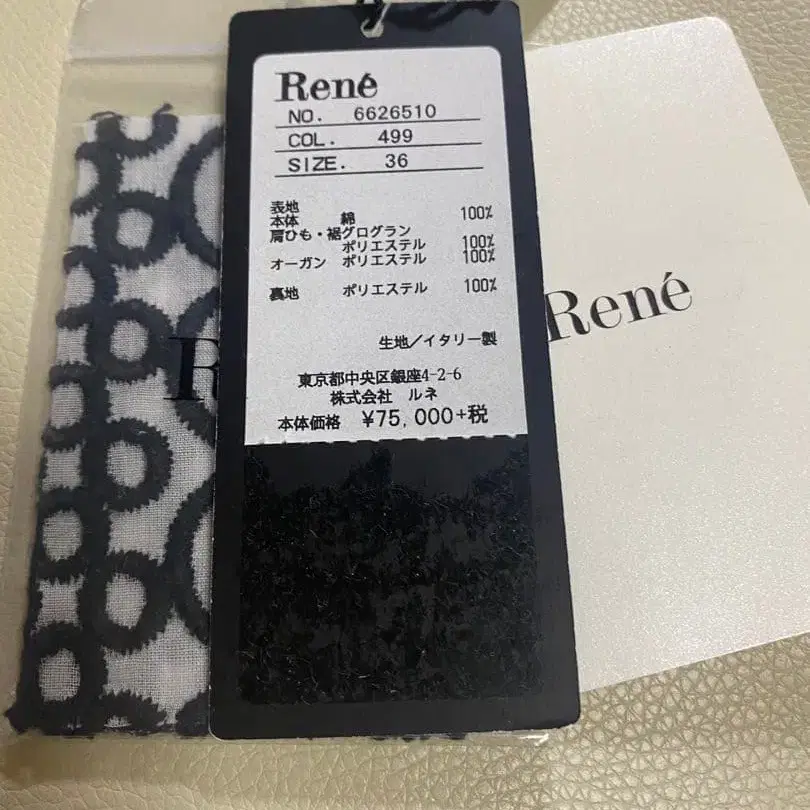 René
NO. 6626510
COL. 499
SIZE. 36
表地
本体 綿 100%
肩ひも・裾グログラン
ポリエステル 100%
オーガン ポリエステル 100%
裏地 ポリエステル 100%
生地/イタリー製
東京都中央区銀座4-2-6
株式会社 ルネ
本体価格 ¥75,000+税
René
R